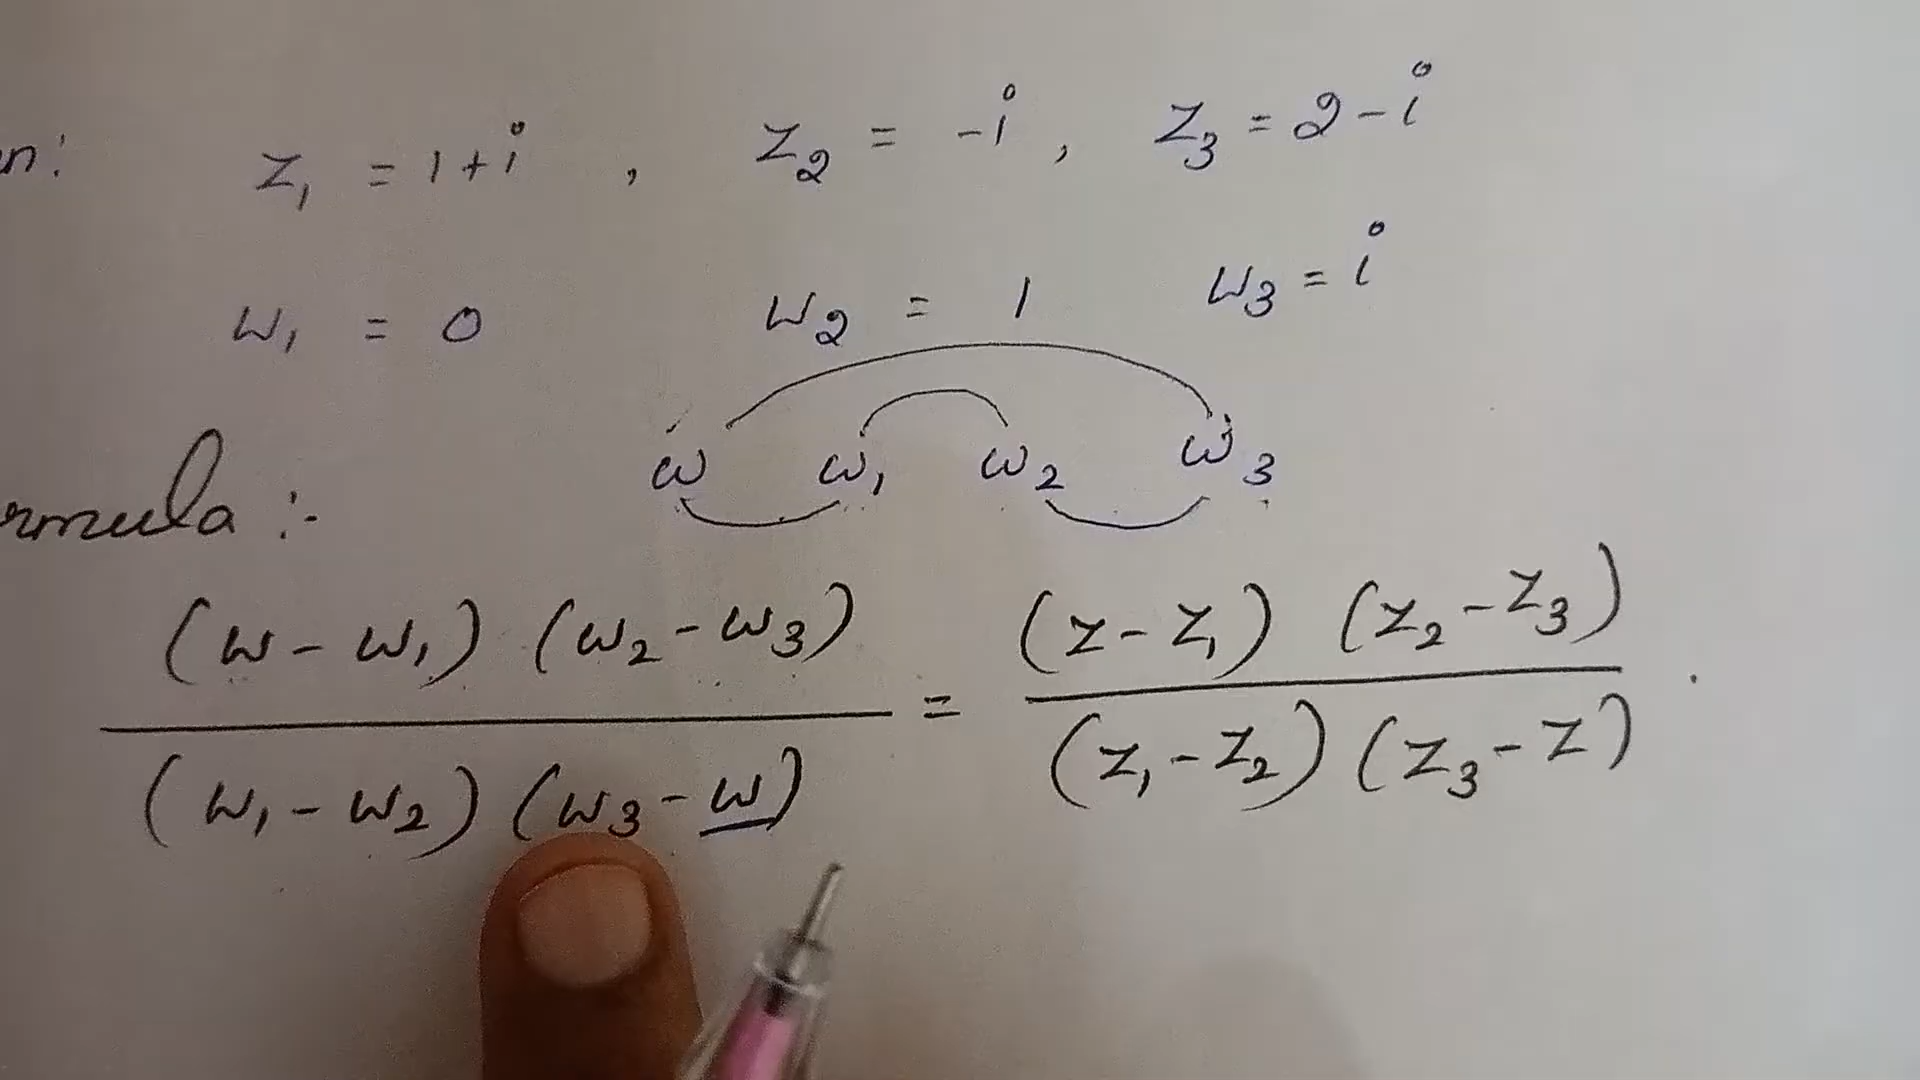 n: z₁ = 1+i , z₂ = -i , z₃ = 2-i
w₁ = 0 w₂ = 1 w₃ = i
w w₁ w₂ w₃
rmula :-
(w - w₁) (w₂ - w₃) / (w₁ - w₂) (w₃ - w) = (z - z₁) (z₂ - z₃) / (z₁ - z₂) (z₃ - z) .